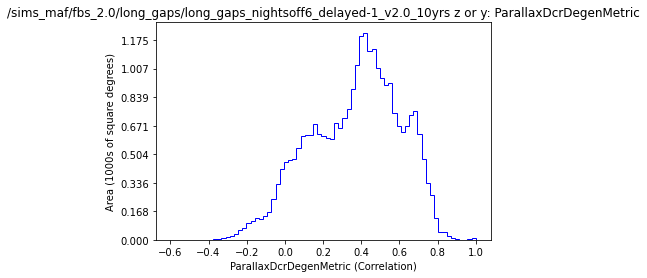 /sims_maf/fbs_2.0/long_gaps/long_gaps_nightsoff6_delayed-1_v2.0_10yrs z or y: ParallaxDcrDegenMetric
Area (1000s of square degrees)
1.175
1.007
0.839
0.671
0.504
0.336
0.168
0.000
−0.6 −0.4 −0.2 0.0 0.2 0.4 0.6 0.8 1.0
ParallaxDcrDegenMetric (Correlation)